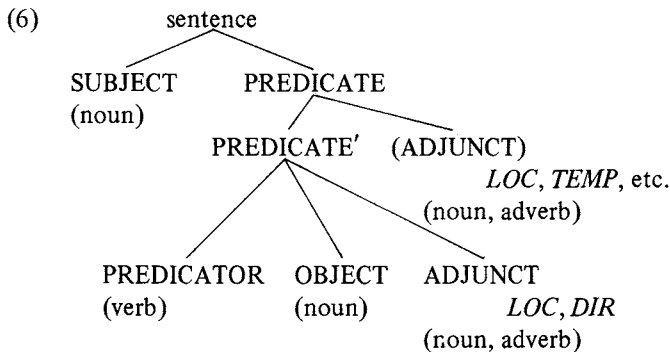 (6) sentence
SUBJECT PREDICATE
(noun)
PREDICATE′ (ADJUNCT)
LOC, TEMP, etc.
(noun, adverb)
PREDICATOR OBJECT ADJUNCT
(verb) (noun) LOC, DIR
(noun, adverb)